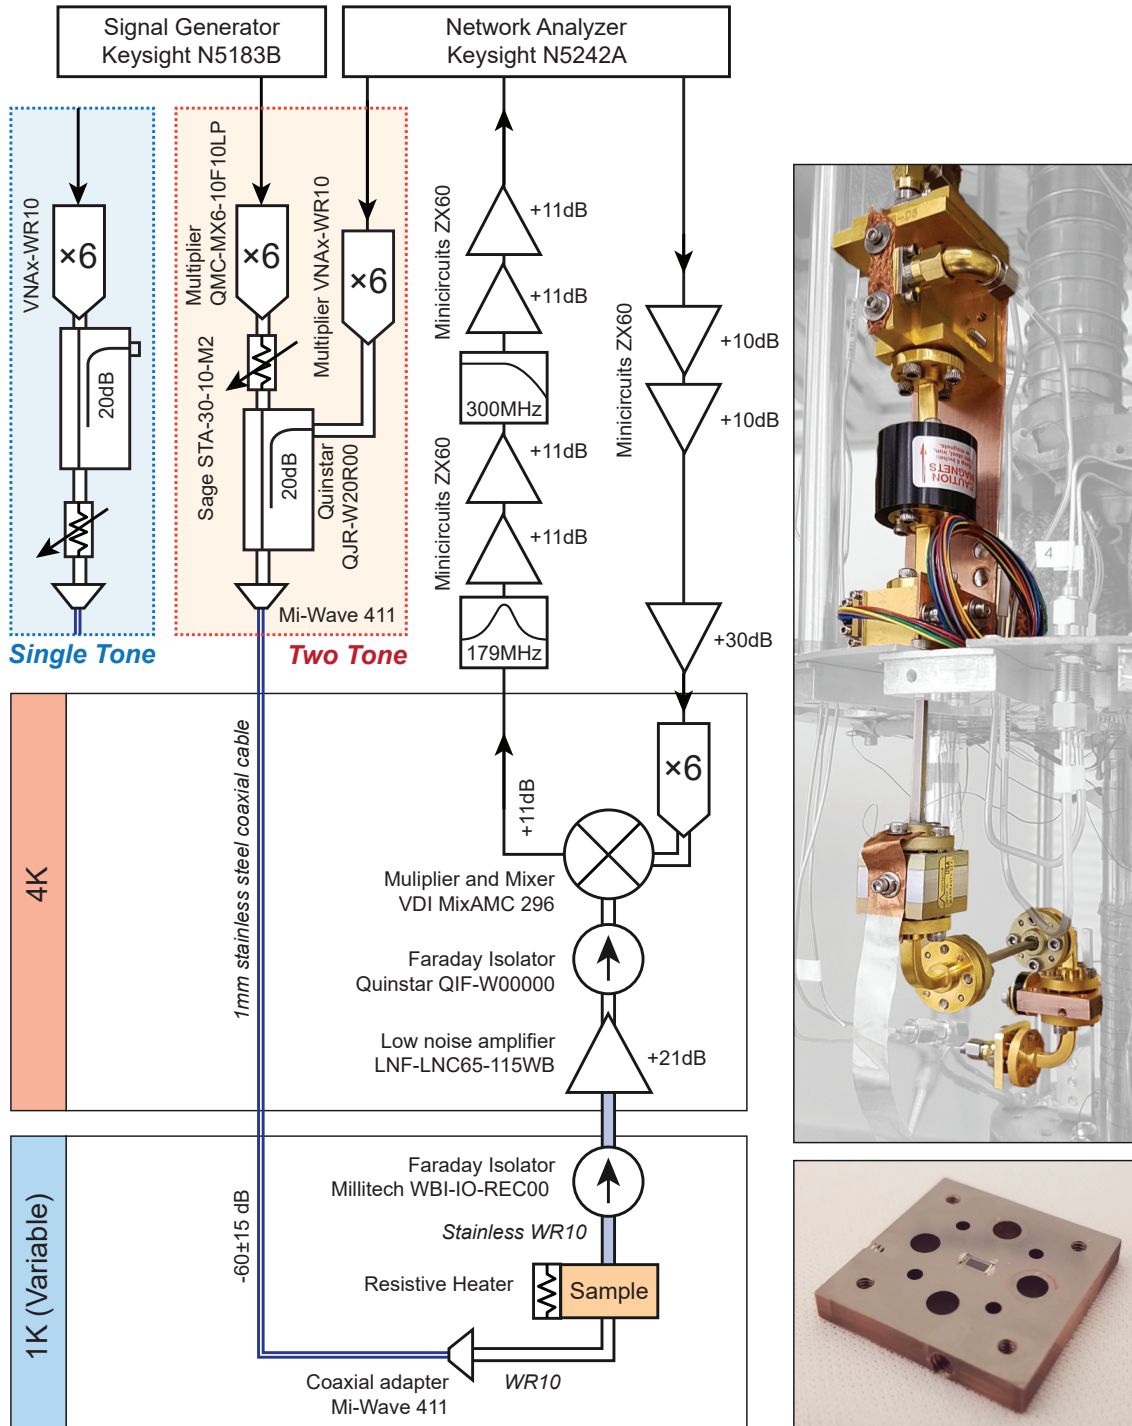 Signal Generator
Keysight N5183B
Network Analyzer
Keysight N5242A
VNAx-WR10
×6
20dB
Single Tone
Multiplier
QMC-MX6-10F10LP
×6
Sage STA-30-10-M2
20dB
Multiplier VNAx-WR10
×6
Quinstar
QJR-W20R00
Mi-Wave 411
Two Tone
Minicircuits ZX60
+11dB
+11dB
300MHz
Minicircuits ZX60
+11dB
+11dB
179MHz
Minicircuits ZX60
+10dB
+10dB
+30dB
4K
1mm stainless steel coaxial cable
+11dB
×6
Muliplier and Mixer
VDI MixAMC 296
Faraday Isolator
Quinstar QIF-W00000
Low noise amplifier
LNF-LNC65-115WB
+21dB
1K (Variable)
-60±15 dB
Faraday Isolator
Millitech WBI-IO-REC00
Stainless WR10
Resistive Heater
Sample
Coaxial adapter
Mi-Wave 411
WR10
CAUTION
MAGNETS
4